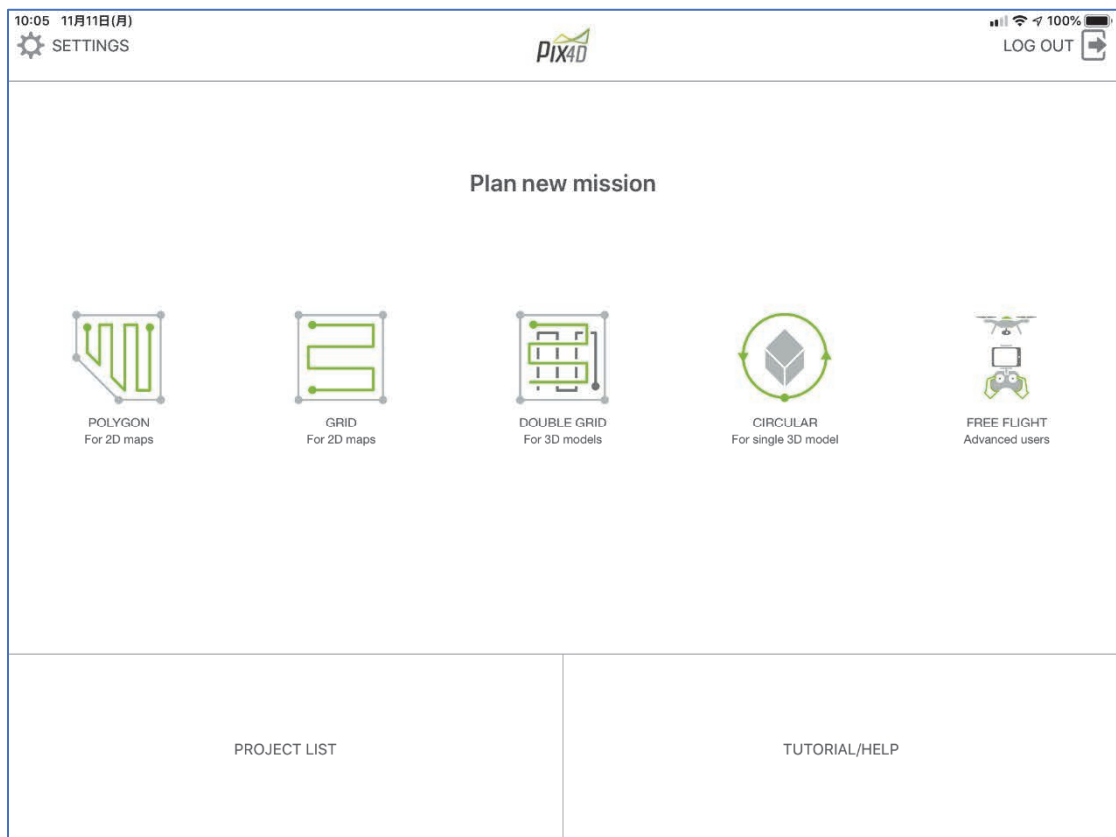 10:05 11月11日(月)
100%
SETTINGS
PIX4D
LOG OUT
Plan new mission
POLYGON
For 2D maps
GRID
For 2D maps
DOUBLE GRID
For 3D models
CIRCULAR
For single 3D model
FREE FLIGHT
Advanced users
PROJECT LIST
TUTORIAL/HELP